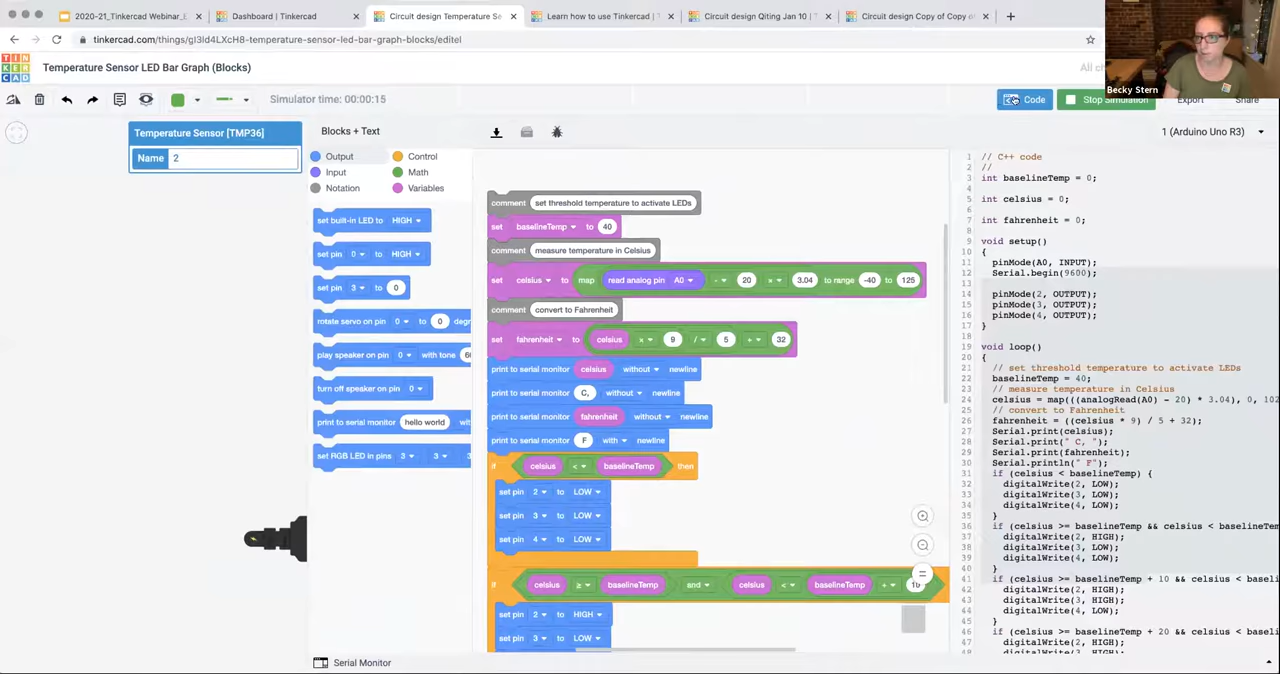 2020-21_Tinkercad Webinar_E
Dashboard | Tinkercad
Circuit design Temperature Se
Learn how to use Tinkercad | T
Circuit design Qiting Jan 10 | T
Circuit design Copy of Copy of
tinkercad.com/things/gI3ld4LXcH8-temperature-sensor-led-bar-graph-blocks/editel
TINKERCAD
Temperature Sensor LED Bar Graph (Blocks)
All ch
Becky Stern
Simulator time: 00:00:15
Code
Stop Simulation
Export
Share
Temperature Sensor [TMP36]
Name 2
Blocks + Text
1 (Arduino Uno R3)
Output
Control
Input
Math
Notation
Variables
set built-in LED to HIGH
set pin 0 to HIGH
set pin 3 to 0
rotate servo on pin 0 to 0 degr
play speaker on pin 0 with tone 6
turn off speaker on pin 0
print to serial monitor hello world wit
set RGB LED in pins 3 3 3
comment set threshold temperature to activate LEDs
set baselineTemp to 40
comment measure temperature in Celsius
set celsius to map read analog pin A0 - 20 x 3.04 to range -40 to 125
comment convert to Fahrenheit
set fahrenheit to celsius x 9 / 5 + 32
print to serial monitor celsius without newline
print to serial monitor C, without newline
print to serial monitor fahrenheit without newline
print to serial monitor F with newline
if celsius < baselineTemp then
set pin 2 to LOW
set pin 3 to LOW
set pin 4 to LOW
if celsius ≥ baselineTemp and celsius < baselineTemp + 10
set pin 2 to HIGH
set pin 3 to LOW
1 // C++ code
2 //
3 int baselineTemp = 0;
4
5 int celsius = 0;
6
7 int fahrenheit = 0;
8
9 void setup()
10 {
11 pinMode(A0, INPUT);
12 Serial.begin(9600);
13
14 pinMode(2, OUTPUT);
15 pinMode(3, OUTPUT);
16 pinMode(4, OUTPUT);
17 }
18
19 void loop()
20 {
21 // set threshold temperature to activate LEDs
22 baselineTemp = 40;
23 // measure temperature in Celsius
24 celsius = map(((analogRead(A0) - 20) * 3.04), 0, 102
25 // convert to Fahrenheit
26 fahrenheit = ((celsius * 9) / 5 + 32);
27 Serial.print(celsius);
28 Serial.print(" C, ");
29 Serial.print(fahrenheit);
30 Serial.println(" F");
31 if (celsius < baselineTemp) {
32 digitalWrite(2, LOW);
33 digitalWrite(3, LOW);
34 digitalWrite(4, LOW);
35 }
36 if (celsius >= baselineTemp && celsius < baselineTem
37 digitalWrite(2, HIGH);
38 digitalWrite(3, LOW);
39 digitalWrite(4, LOW);
40 }
41 if (celsius >= baselineTemp + 10 && celsius < baseli
42 digitalWrite(2, HIGH);
43 digitalWrite(3, HIGH);
44 digitalWrite(4, LOW);
45 }
46 if (celsius >= baselineTemp + 20 && celsius < baseli
47 digitalWrite(2, HIGH);
48 digitalWrite(3, HIGH);
Serial Monitor